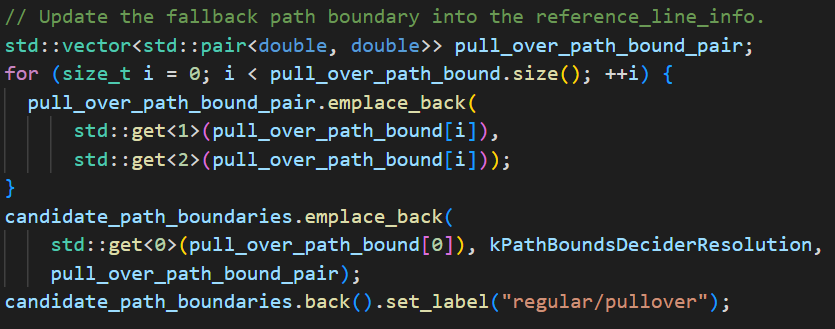 // Update the fallback path boundary into the reference_line_info.
std::vector<std::pair<double, double>> pull_over_path_bound_pair;
for (size_t i = 0; i < pull_over_path_bound.size(); ++i) {
  pull_over_path_bound_pair.emplace_back(
      std::get<1>(pull_over_path_bound[i]),
      std::get<2>(pull_over_path_bound[i]));
}
candidate_path_boundaries.emplace_back(
    std::get<0>(pull_over_path_bound[0]), kPathBoundsDeciderResolution,
    pull_over_path_bound_pair);
candidate_path_boundaries.back().set_label("regular/pullover");